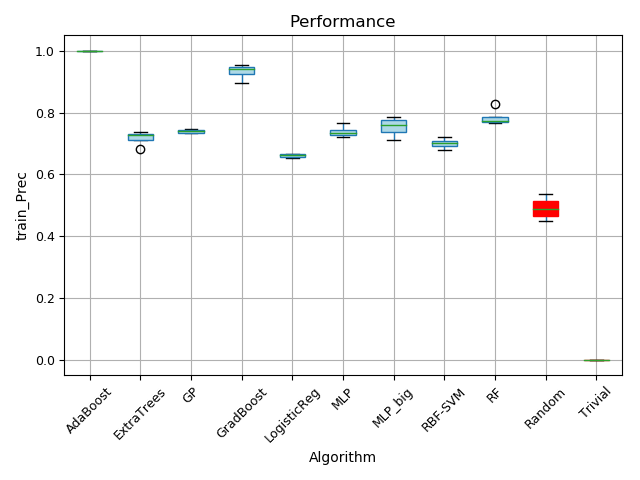 Performance
train_Prec
1.0
0.8
0.6
0.4
0.2
0.0
AdaBoost
ExtraTrees
GP
GradBoost
LogisticReg
MLP
MLP_big
RBF-SVM
RF
Random
Trivial
Algorithm